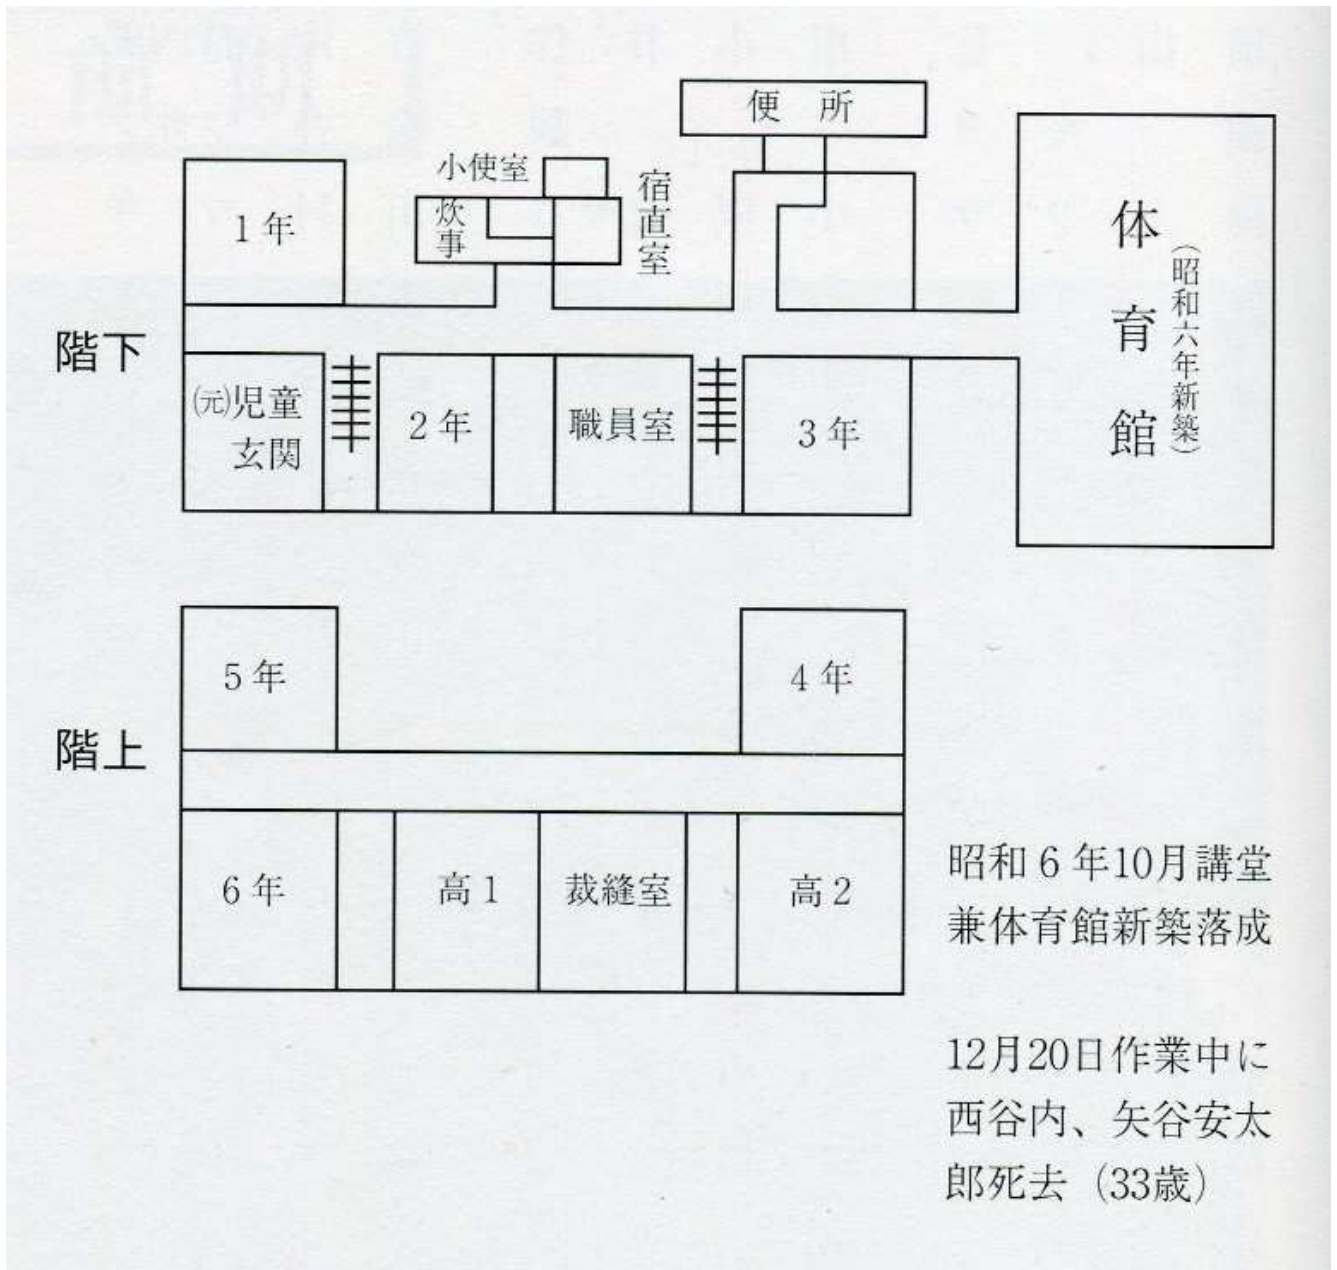 便 所
小使室
宿直室
炊事
1年
体育館
(昭和六年新築)
階下
㈾児童
玄関
2年
職員室
3年
5年
4年
階上
6年
高1
裁縫室
高2
昭和6年10月講堂
兼体育館新築落成
12月20日作業中に
西谷内、矢谷安太
郎死去(33歳)